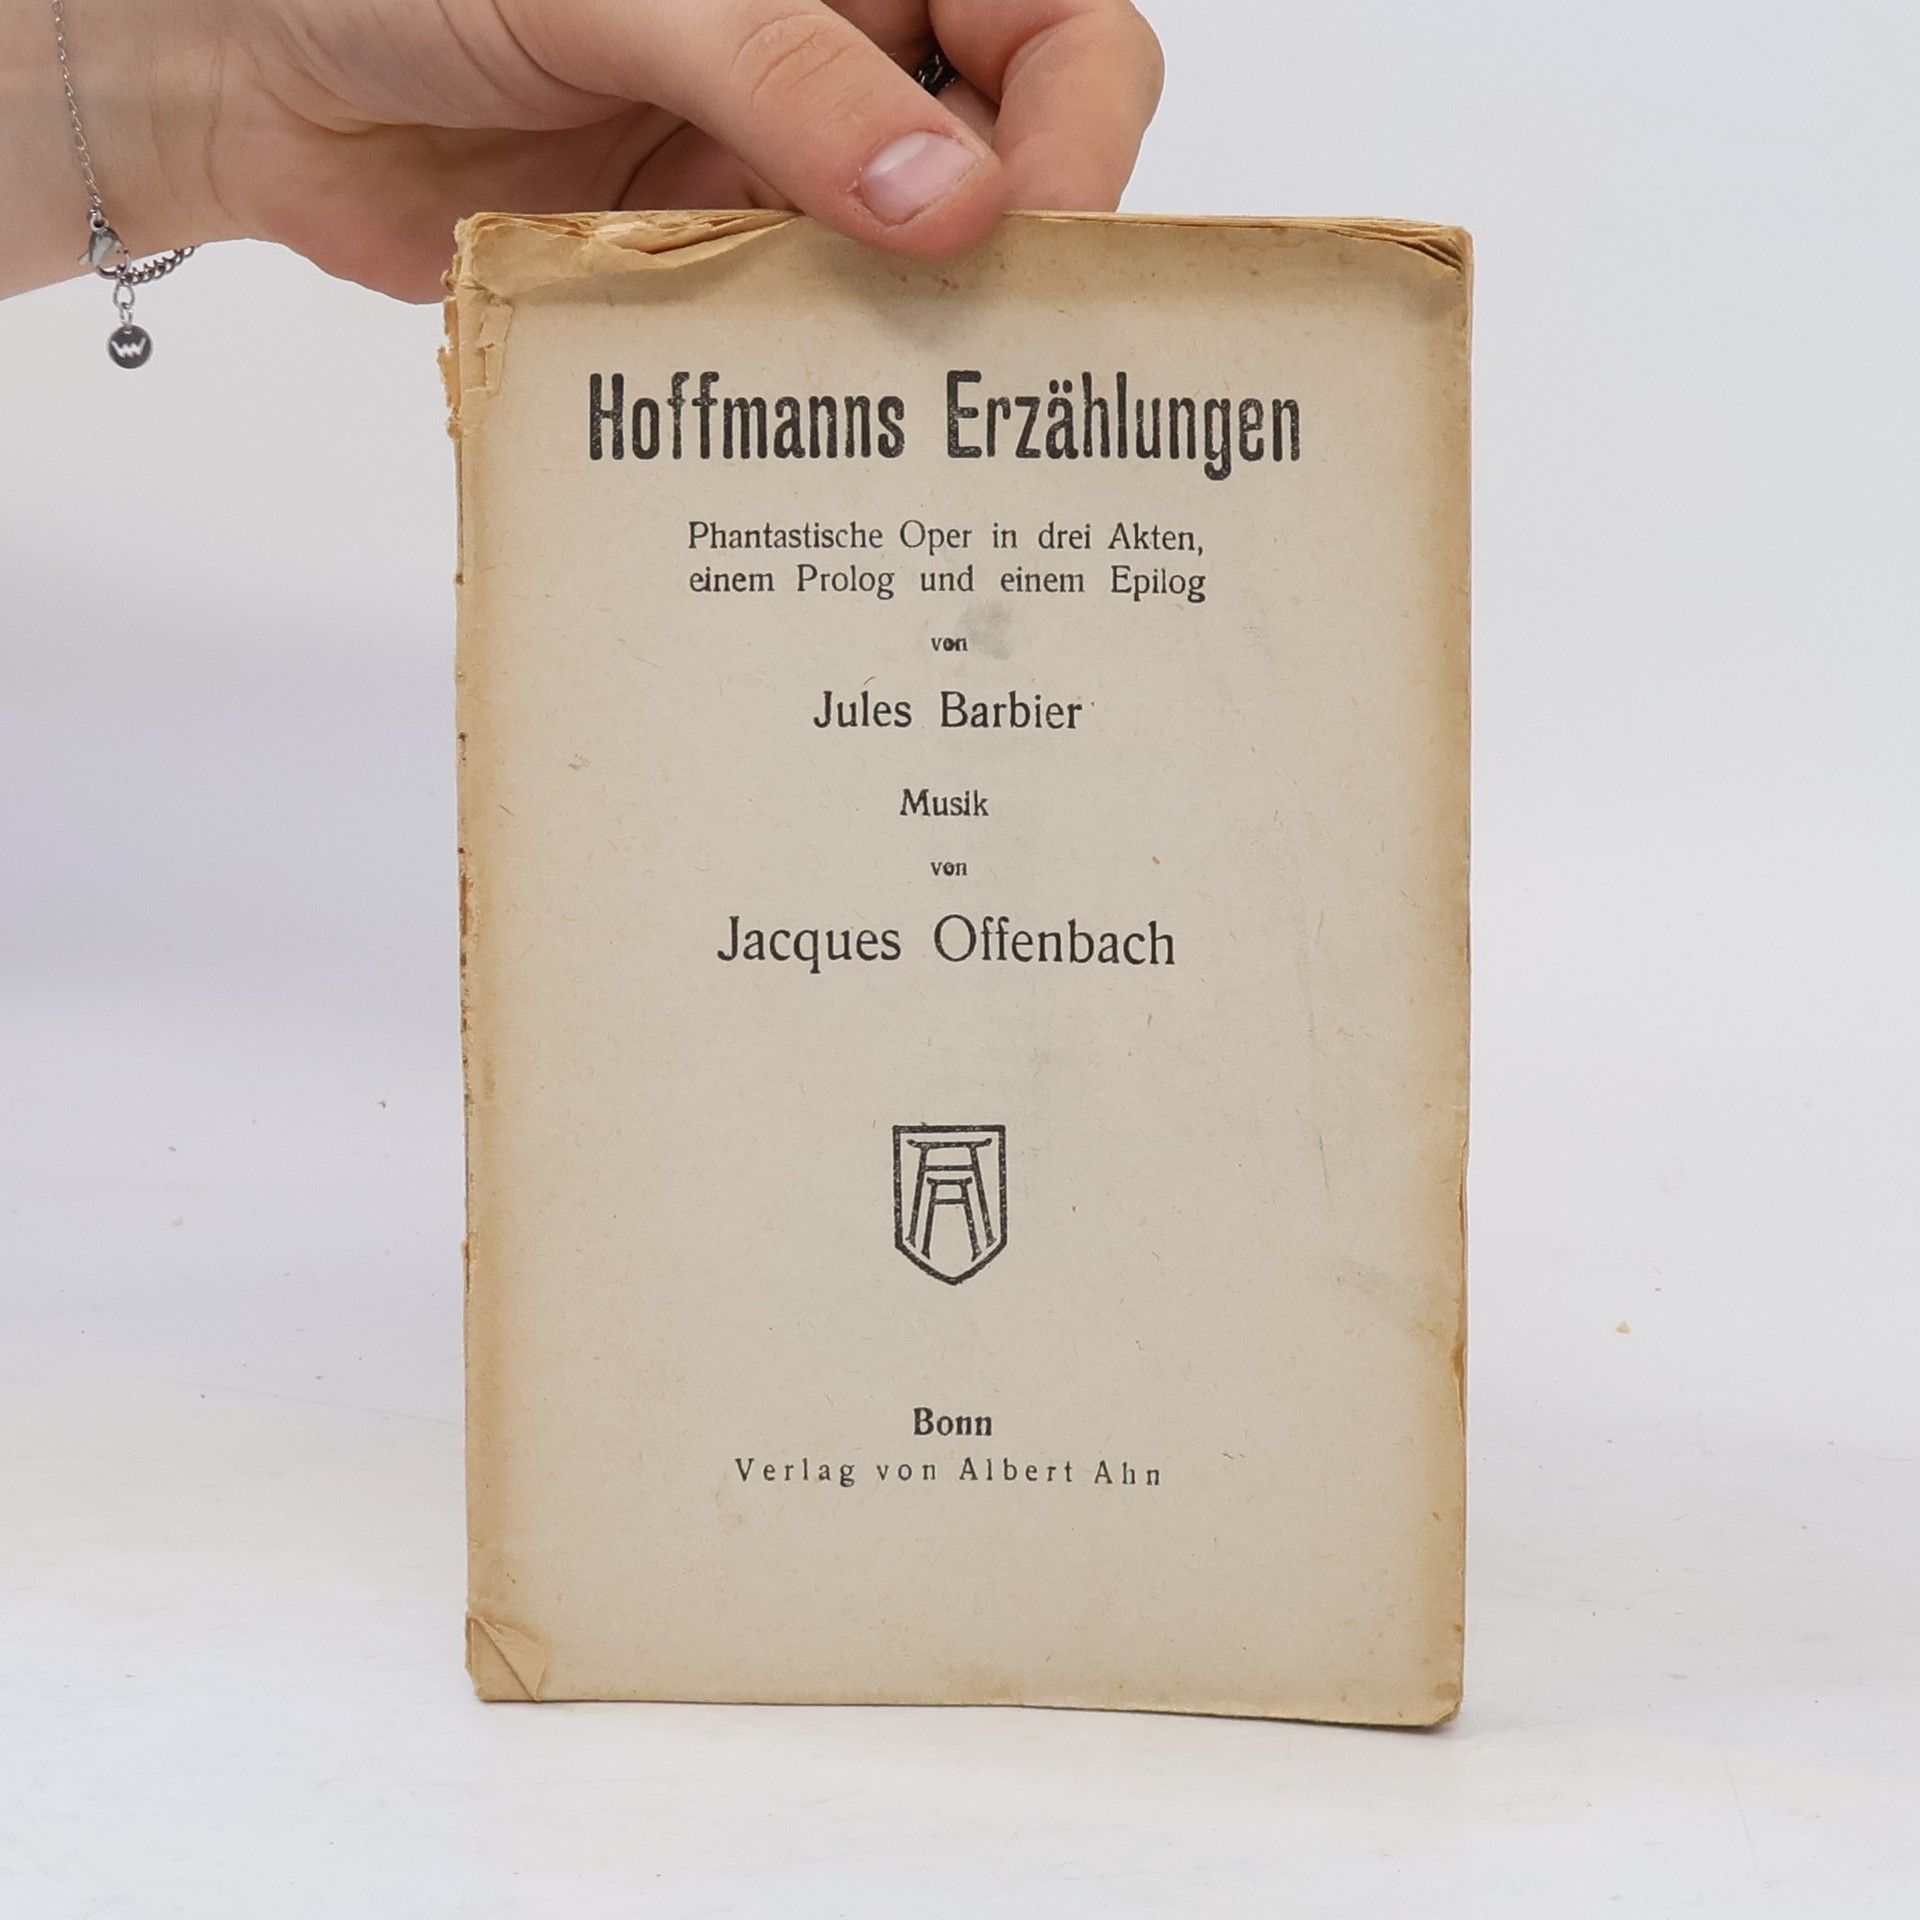 Hoffmanns Erzählungen
Phantastische Oper in drei Akten,
einem Prolog und einem Epilog
von
Jules Barbier
Musik
von
Jacques Offenbach
Bonn
Verlag von Albert Ahn